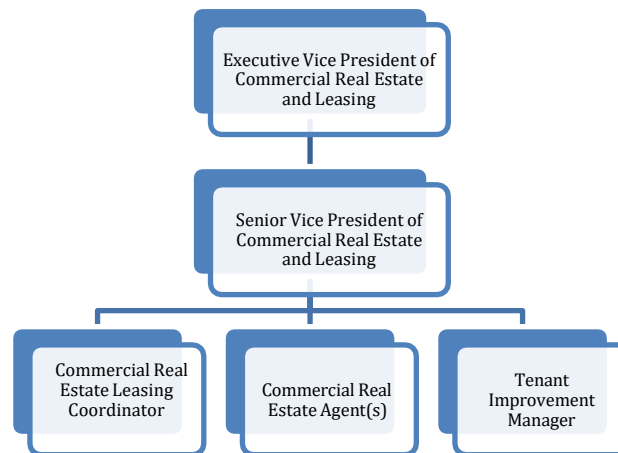 Executive Vice President of
Commercial Real Estate
and Leasing
Senior Vice President of
Commercial Real Estate
and Leasing
Commercial Real
Estate Leasing
Coordinator
Commercial Real
Estate Agent(s)
Tenant
Improvement
Manager